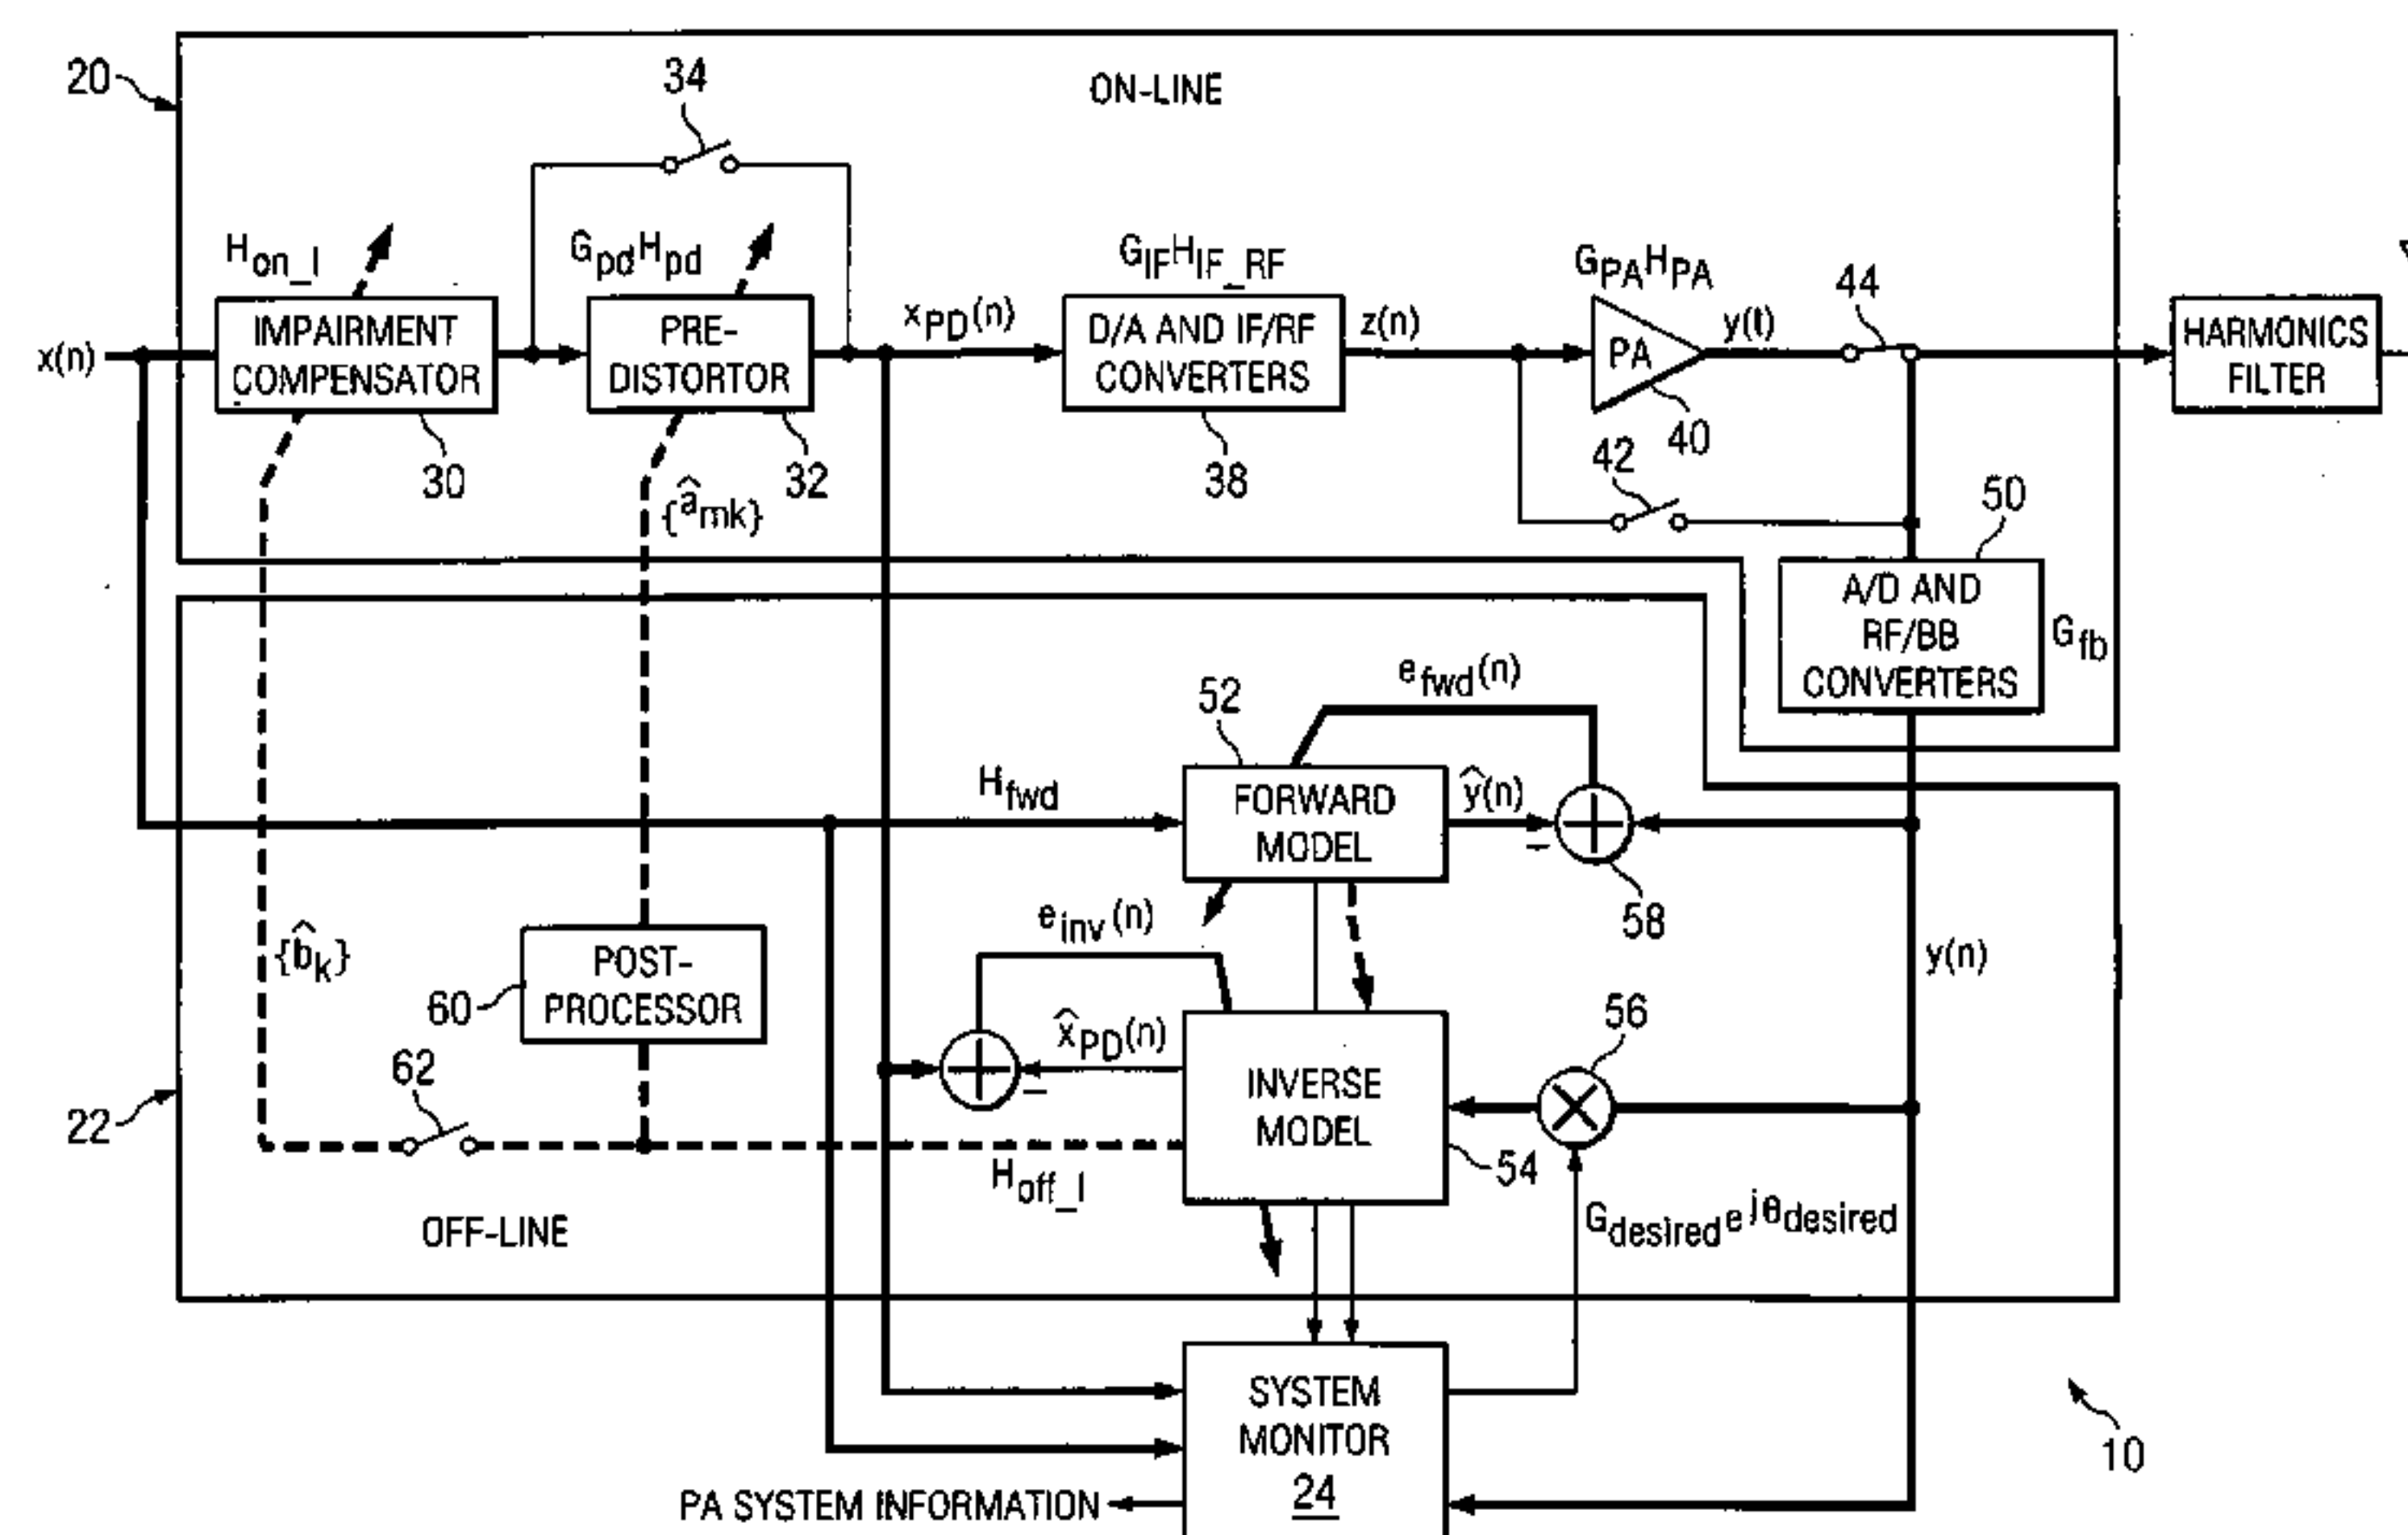 20
ON-LINE
34
H_on_I
G_pd H_pd
G_IF H_IF_RF
G_PA H_PA
44
x(n)
IMPAIRMENT
COMPENSATOR
30
PRE-
DISTORTOR
32
x_PD(n)
D/A AND IF/RF
CONVERTERS
38
z(n)
PA
40
y(t)
HARMONICS
FILTER
42
{â_mk}
50
A/D AND
RF/BB
CONVERTERS
G_fb
e_fwd(n)
52
H_fwd
FORWARD
MODEL
ŷ(n)
−
58
{b̂_k}
e_inv(n)
y(n)
POST-
PROCESSOR
60
x̂_PD(n)
−
56
62
INVERSE
MODEL
54
22
H_off_I
G_desired e^jθ_desired
OFF-LINE
SYSTEM
MONITOR
24
10
PA SYSTEM INFORMATION